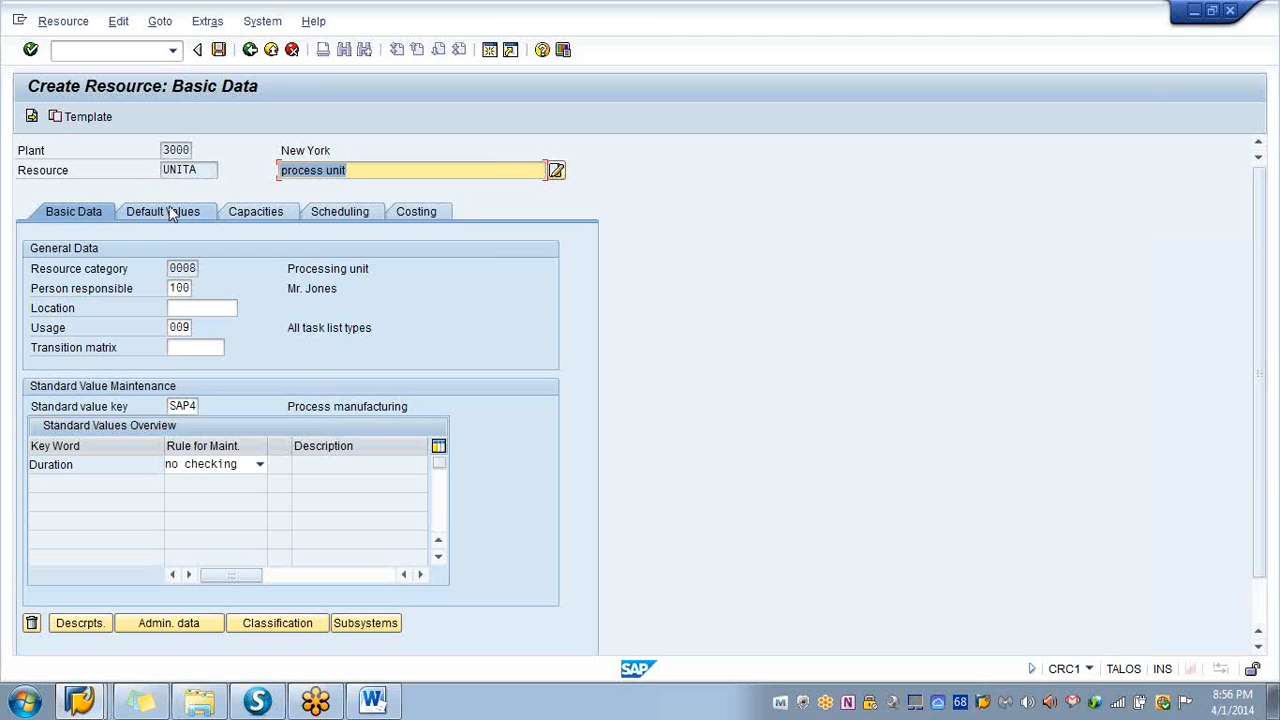 Resource Edit Goto Extras System Help
Create Resource: Basic Data
Template
Plant 3000 New York
Resource UNITA process unit
Basic Data Default Values Capacities Scheduling Costing
General Data
Resource category 0008 Processing unit
Person responsible 100 Mr. Jones
Location
Usage 009 All task list types
Transition matrix
Standard Value Maintenance
Standard value key SAP4 Process manufacturing
Standard Values Overview
Key Word Rule for Maint. Description
Duration no checking
Descrpts. Admin. data Classification Subsystems
SAP CRC1 TALOS INS
68 8:56 PM
4/1/2014